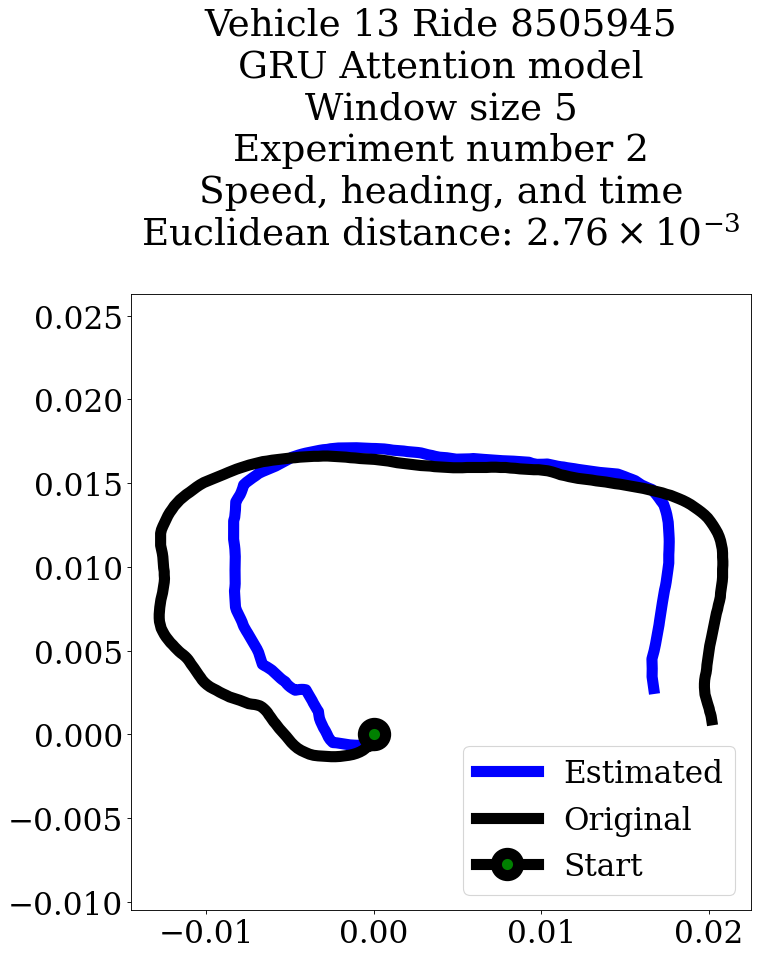 Vehicle 13 Ride 8505945
GRU Attention model
Window size 5
Experiment number 2
Speed, heading, and time
Euclidean distance: 2.76 × 10⁻³
0.025
0.020
0.015
0.010
0.005
0.000
−0.005
−0.010
−0.01 0.00 0.01 0.02
Estimated
Original
Start